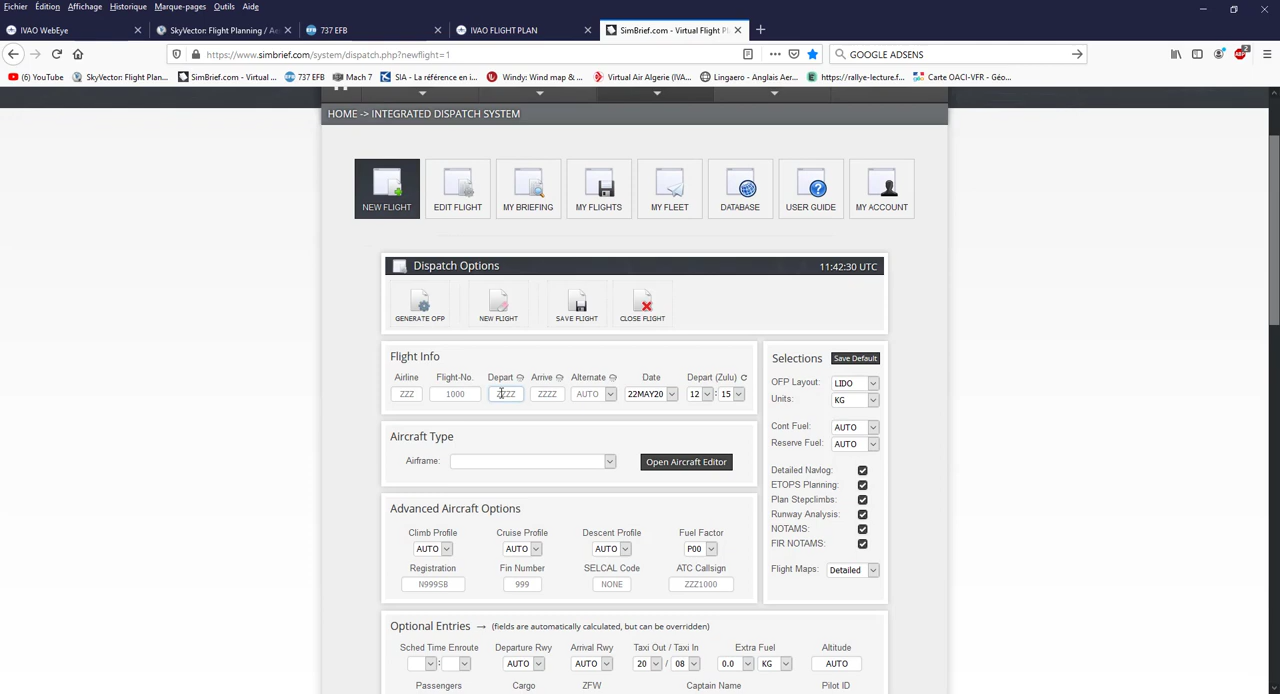 Fichier Édition Affichage Historique Marque-pages Outils Aide
IVAO WebEye SkyVector: Flight Planning / Ae 737 EFB IVAO FLIGHT PLAN SimBrief.com - Virtual Flight P
https://www.simbrief.com/system/dispatch.php?newflight=1 GOOGLE ADSENS
(6) YouTube SkyVector: Flight Plan... SimBrief.com - Virtual ... 737 EFB Mach 7 SIA - La référence en i... Windy: Wind map & ... Virtual Air Algerie (IVA... Lingaero - Anglais Aer... https://rallye-lecture.f... Carte OACI-VFR - Géo...
HOME -> INTEGRATED DISPATCH SYSTEM
NEW FLIGHT EDIT FLIGHT MY BRIEFING MY FLIGHTS MY FLEET DATABASE USER GUIDE MY ACCOUNT
Dispatch Options 11:42:30 UTC
GENERATE OFP NEW FLIGHT SAVE FLIGHT CLOSE FLIGHT
Flight Info
Airline Flight-No. Depart Arrive Alternate Date Depart (Zulu)
ZZZ 1000 ZZZZ ZZZZ AUTO 22MAY20 12 : 15
Selections Save Default
OFP Layout: LIDO
Units: KG
Cont Fuel: AUTO
Reserve Fuel: AUTO
Detailed Navlog:
ETOPS Planning:
Plan Stepclimbs:
Runway Analysis:
NOTAMS:
FIR NOTAMS:
Flight Maps: Detailed
Aircraft Type
Airframe: Open Aircraft Editor
Advanced Aircraft Options
Climb Profile Cruise Profile Descent Profile Fuel Factor
AUTO AUTO AUTO P00
Registration Fin Number SELCAL Code ATC Callsign
N999SB 999 NONE ZZZ1000
Optional Entries → (fields are automatically calculated, but can be overridden)
Sched Time Enroute Departure Rwy Arrival Rwy Taxi Out / Taxi In Extra Fuel Altitude
: AUTO AUTO 20 / 08 0.0 KG AUTO
Passengers Cargo ZFW Captain Name Pilot ID